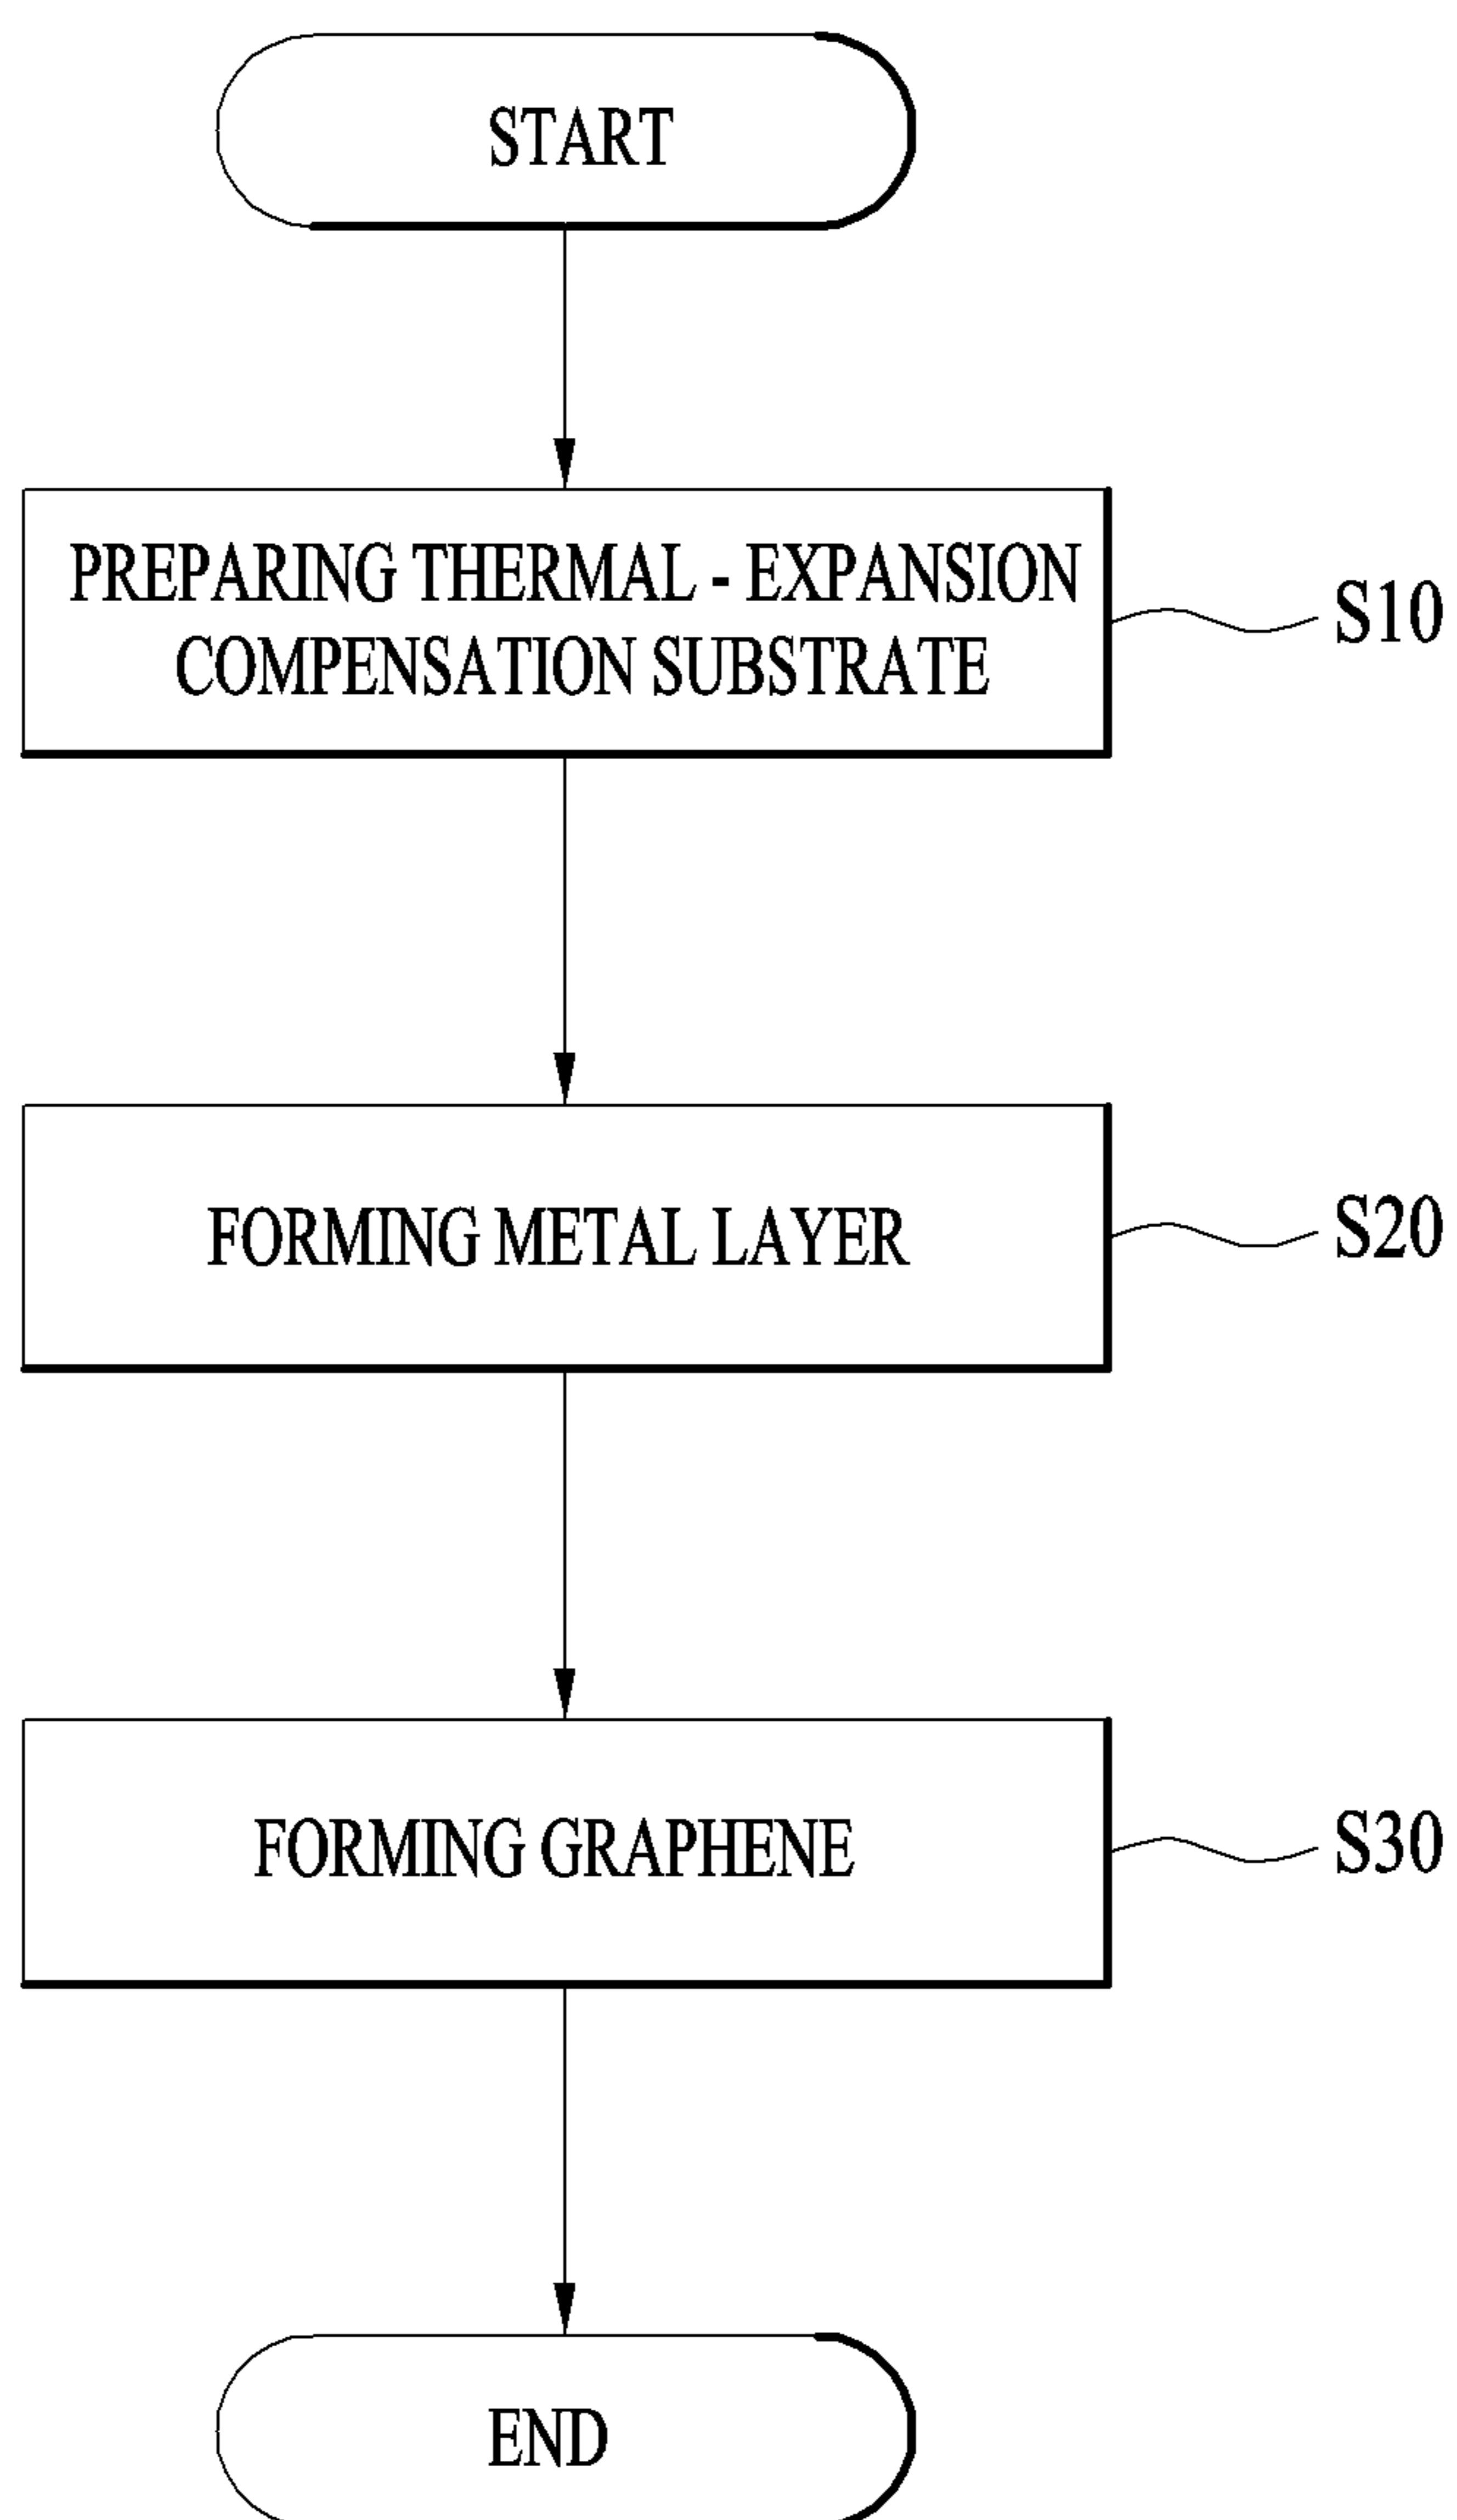 START
PREPARING THERMAL - EXPANSION
COMPENSATION SUBSTRATE
S10
FORMING METAL LAYER
S20
FORMING GRAPHENE
S30
END